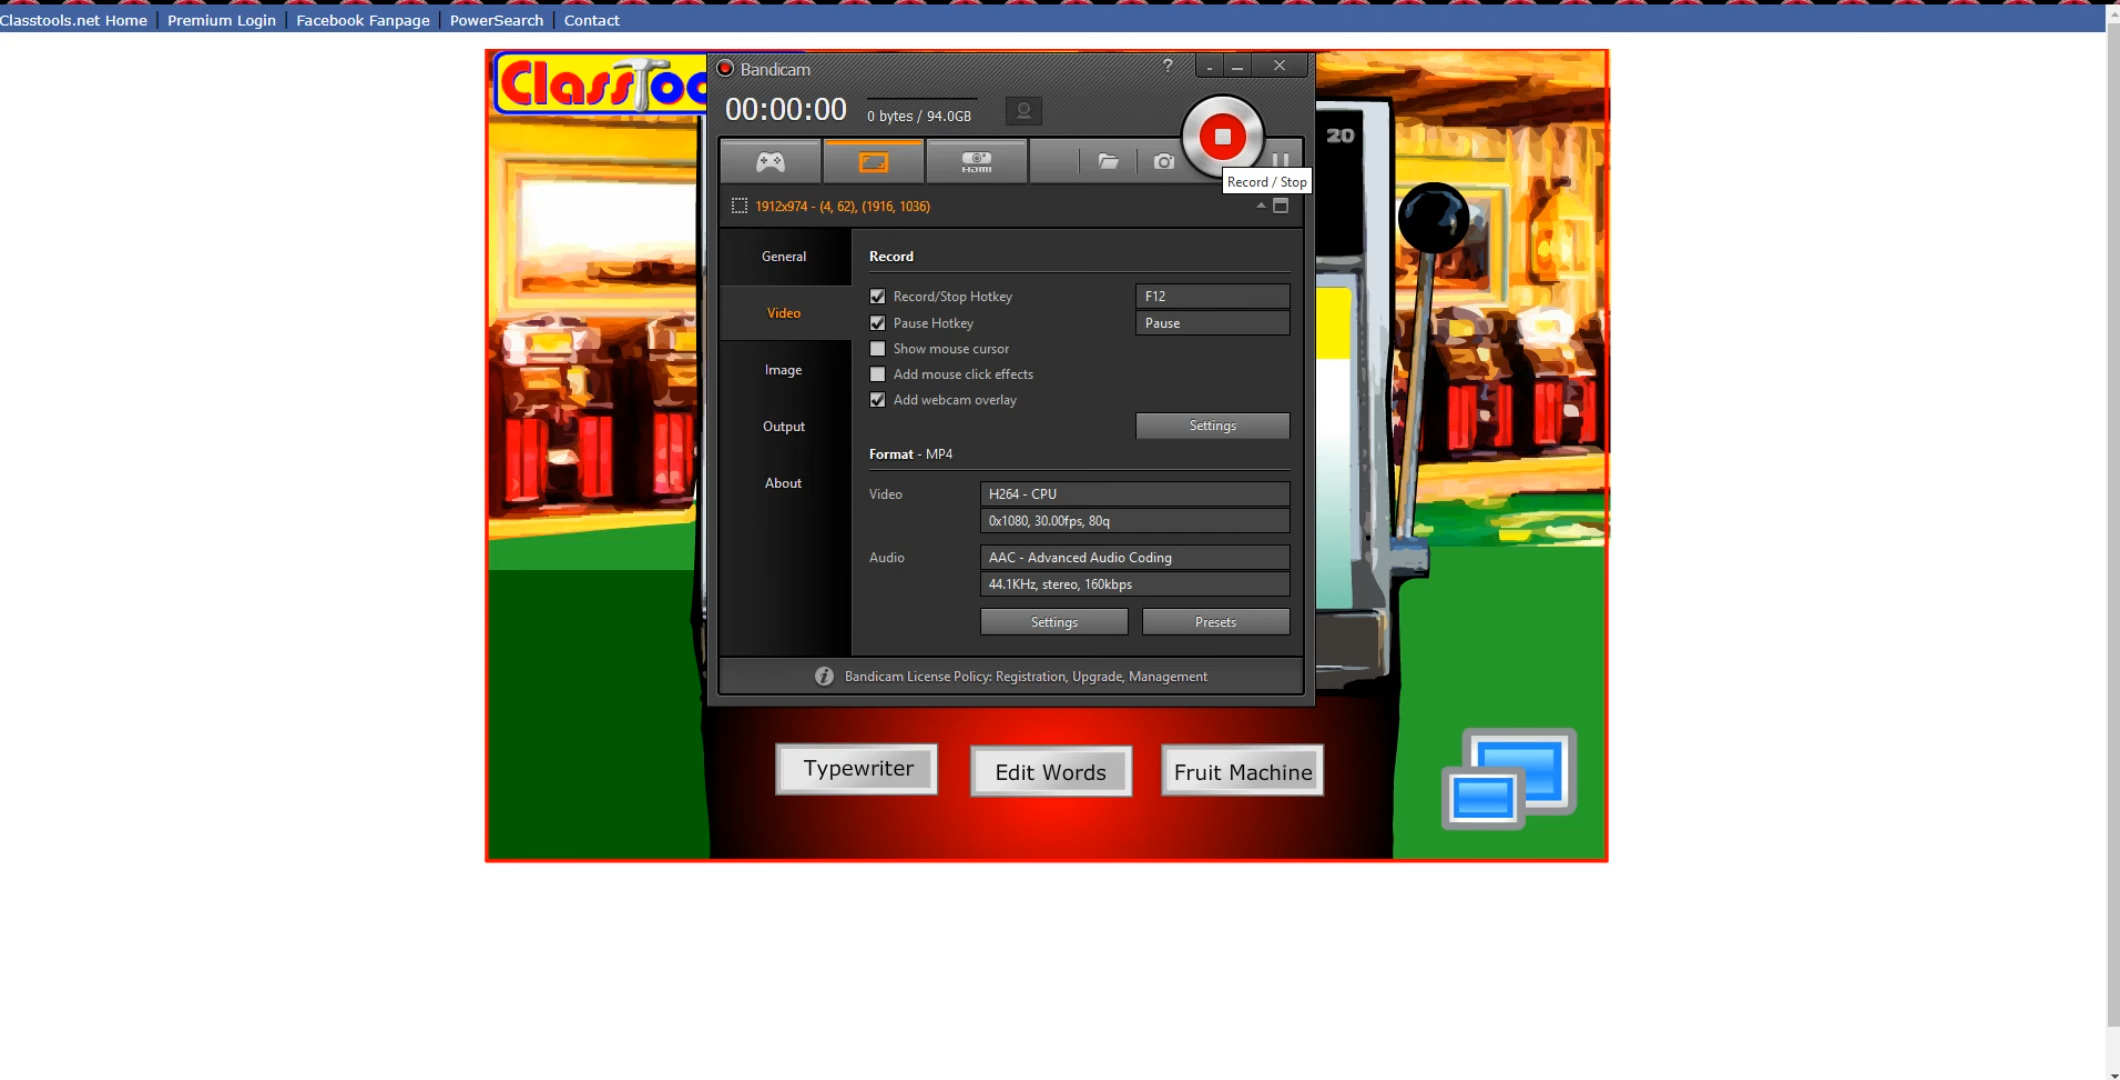 Classtools.net Home | Premium Login | Facebook Fanpage | PowerSearch | Contact
ClassToo
Bandicam
?
00:00:00
0 bytes / 94.0GB
20
HDMI
Record / Stop
1912x974 - (4, 62), (1916, 1036)
General
Record
Record/Stop Hotkey F12
Video
Pause Hotkey Pause
Show mouse cursor
Image
Add mouse click effects
Add webcam overlay
Output
Settings
Format - MP4
About
Video H264 - CPU
0x1080, 30.00fps, 80q
Audio AAC - Advanced Audio Coding
44.1KHz, stereo, 160kbps
Settings Presets
Bandicam License Policy: Registration, Upgrade, Management
Typewriter Edit Words Fruit Machine